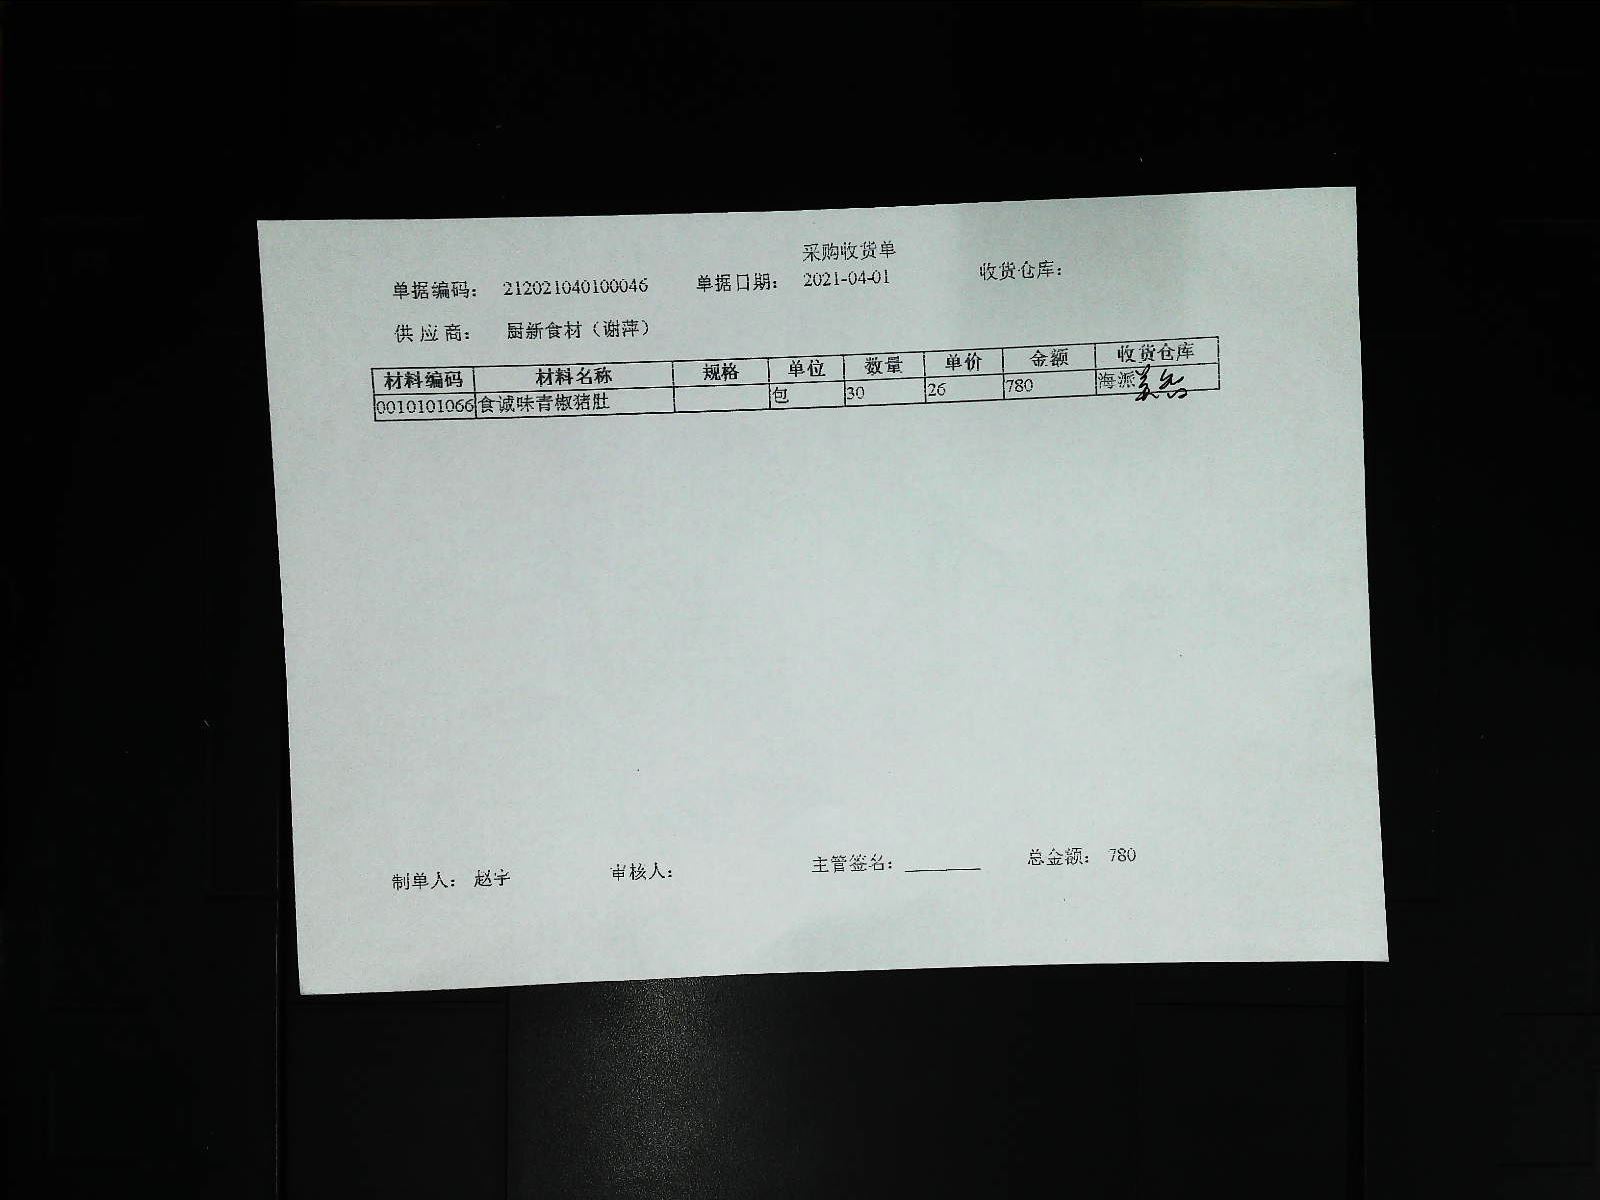 采购收货单
单据编码： 212021040100046 单据日期： 2021-04-01 收货仓库：
供应商： 厨新食材（谢萍）
材料编码 材料名称 规格 单位 数量 单价 金额 收货仓库
0010101066 食诚味青椒猪肚 包 30 26 780 海派
制单人： 赵宇 审核人： 主管签名：________ 总金额： 780